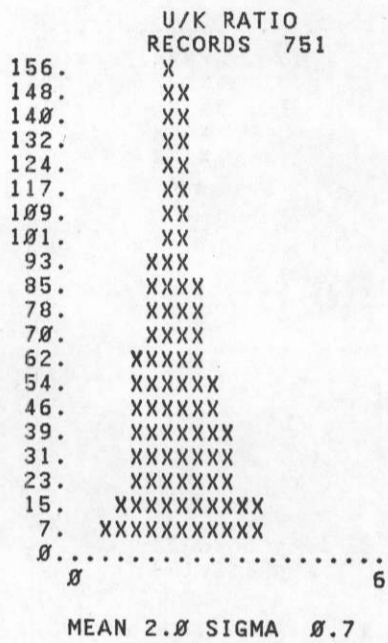 U/K RATIO
RECORDS 751
156. X
148. XX
140. XX
132. XX
124. XX
117. XX
109. XX
101. XX
93. XXX
85. XXXX
78. XXXX
70. XXXX
62. XXXXX
54. XXXXXX
46. XXXXXX
39. XXXXXXX
31. XXXXXXX
23. XXXXXXX
15. XXXXXXXXXX
7. XXXXXXXXXXX
0......................
0 6
MEAN 2.0 SIGMA 0.7